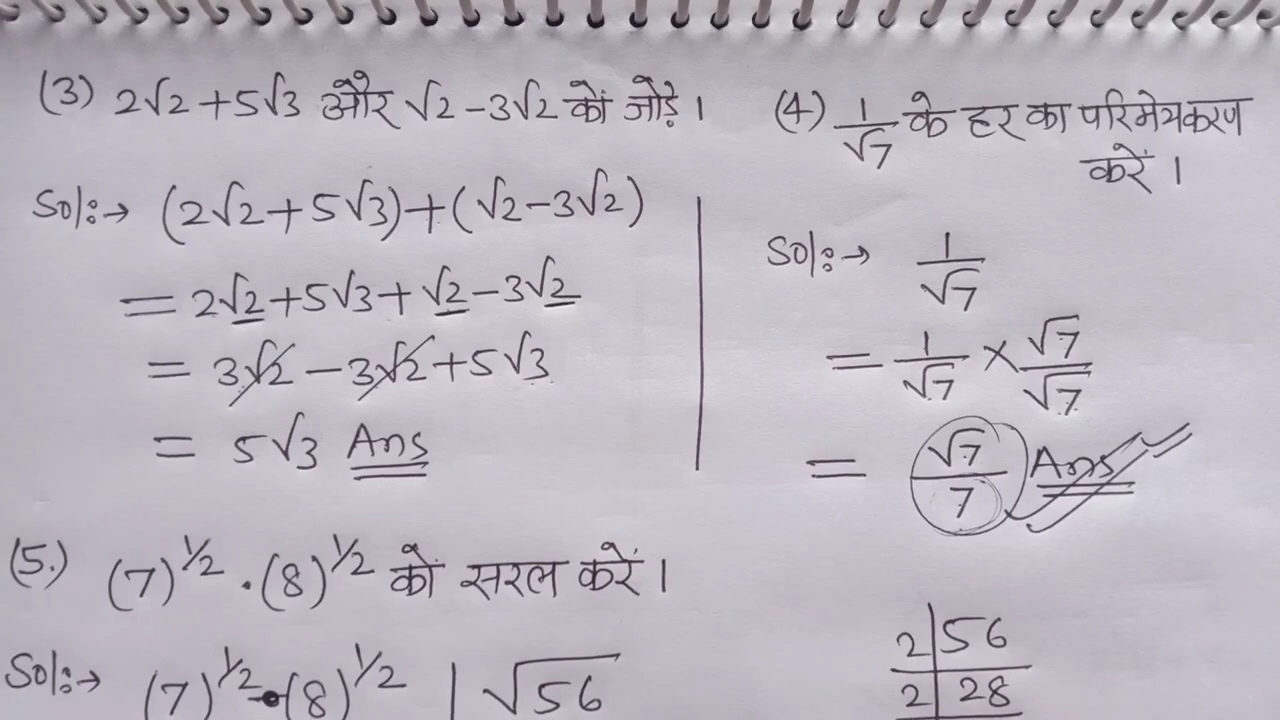 (3) 2√2 + 5√3 और √2 - 3√2 को जोड़े।
Sol:→ (2√2 + 5√3) + (√2 - 3√2)
= 2√2 + 5√3 + √2 - 3√2
= 3√2 - 3√2 + 5√3
= 5√3 Ans
(4) 1/√7 के हर का परिमेयकरण
करें।
Sol:→ 1/√7
= 1/√7 × √7/√7
= √7/7 Ans
(5.) (7)^1/2 . (8)^1/2 को सरल करें।
Sol:→ (7)^1/2 • (8)^1/2 | √56
2|56
2|28